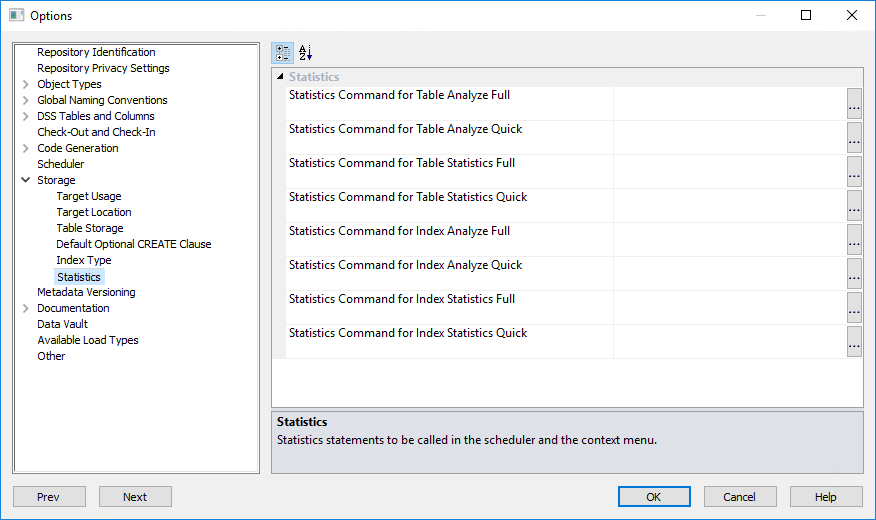 Options
Repository Identification
Repository Privacy Settings
Object Types
Global Naming Conventions
DSS Tables and Columns
Check-Out and Check-In
Code Generation
Scheduler
Storage
Target Usage
Target Location
Table Storage
Default Optional CREATE Clause
Index Type
Statistics
Metadata Versioning
Documentation
Data Vault
Available Load Types
Other
A
Z
Statistics
Statistics Command for Table Analyze Full
...
Statistics Command for Table Analyze Quick
...
Statistics Command for Table Statistics Full
...
Statistics Command for Table Statistics Quick
...
Statistics Command for Index Analyze Full
...
Statistics Command for Index Analyze Quick
...
Statistics Command for Index Statistics Full
...
Statistics Command for Index Statistics Quick
...
Statistics
Statistics statements to be called in the scheduler and the context menu.
Prev
Next
OK
Cancel
Help